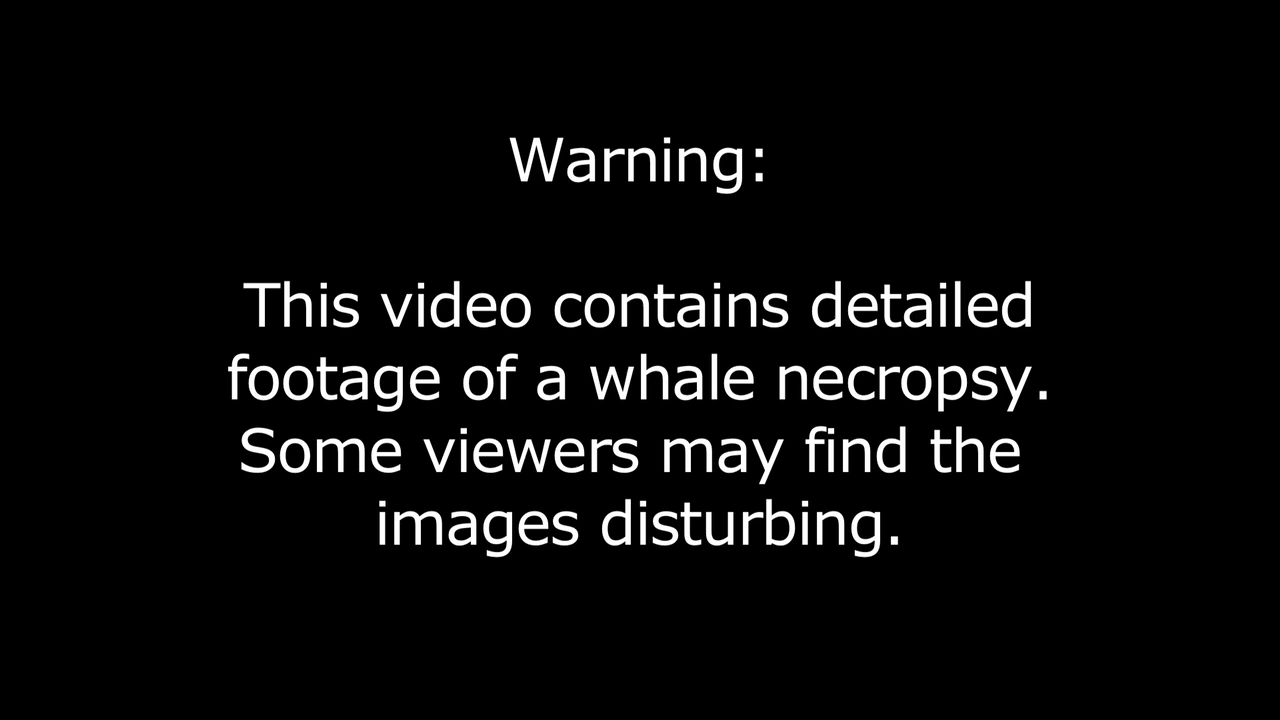 Warning:
This video contains detailed
footage of a whale necropsy.
Some viewers may find the
images disturbing.